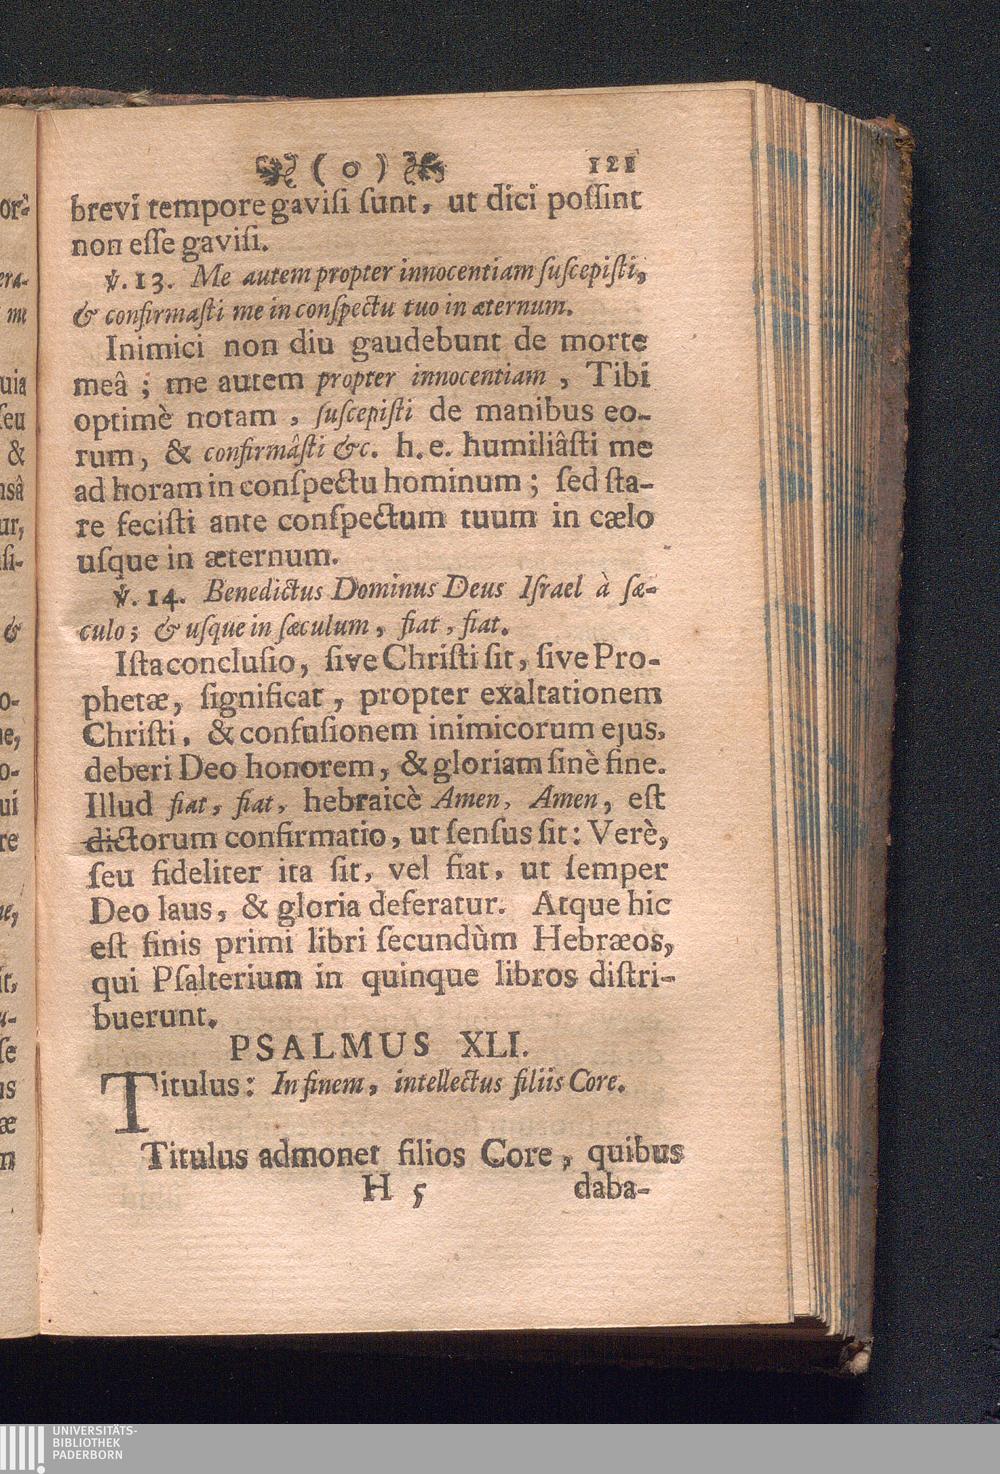 ( o ) 121
breví tempore gaviſi ſunt, ut dici poſſint
non eſſe gaviſi.
℣. 13. Me autem propter innocentiam ſuſcepiſti,
& confirmaſti me in conſpectu tuo in æternum.
Inimici non diu gaudebunt de morte
meâ ; me autem propter innocentiam , Tibi
optimè notam , ſuſcepiſti de manibus eo-
rum, & confirmâſti &c. h. e. humiliâſti me
ad horam in conſpectu hominum ; ſed ſta-
re feciſti ante conſpectum tuum in cælo
uſque in æternum.
℣. 14. Benedictus Dominus Deus Iſrael à ſæ-
culo ; & uſque in ſæculum , fiat , fiat.
Iſta concluſio, ſive Chriſti ſit, ſive Pro-
phetæ, ſignificat , propter exaltationem
Chriſti, & confuſionem inimicorum ejus,
deberi Deo honorem, & gloriam ſinè fine.
Illud fiat, fiat, hebraicè Amen, Amen, eſt
dictorum confirmatio, ut ſenſus ſit: Verè,
ſeu fideliter ita ſit, vel fiat, ut ſemper
Deo laus, & gloria deferatur. Atque hic
eſt finis primi libri ſecundùm Hebræos,
qui Pſalterium in quinque libros diſtri-
buerunt.
PSALMUS XLI.
Titulus: In finem, intellectus filiis Core.
Titulus admonet filios Core, quibus
H 5 daba-
UNIVERSITÄTS-
BIBLIOTHEK
PADERBORN